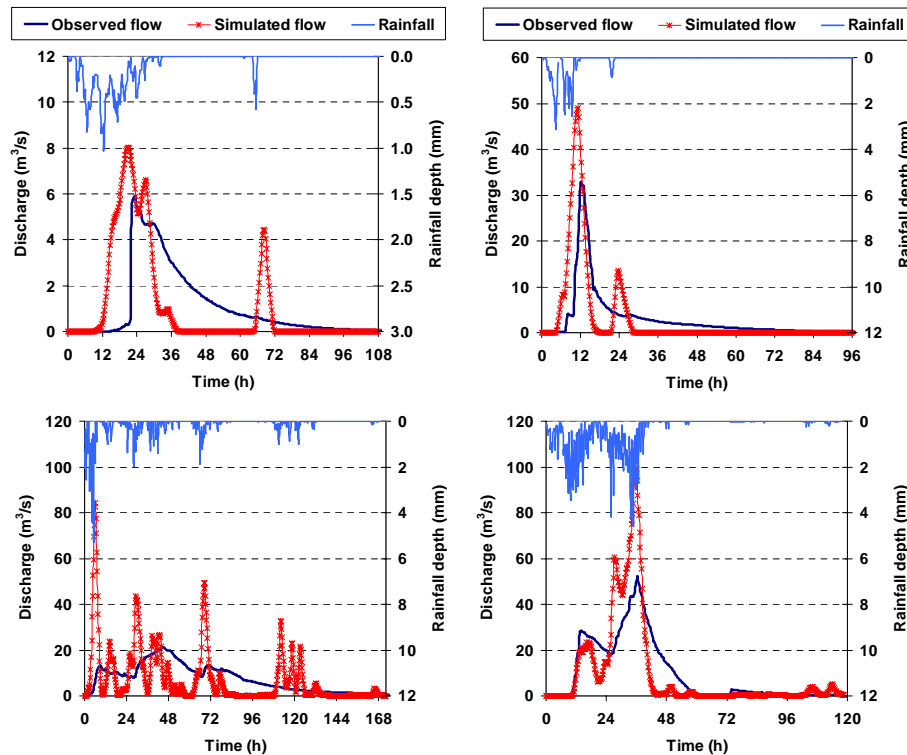 Observed flow Simulated flow Rainfall
Observed flow Simulated flow Rainfall
12 10 8 6 4 2 0
Discharge (m³/s)
0.0 0.5 1.0 1.5 2.0 2.5 3.0
Rainfall depth (mm)
0 12 24 36 48 60 72 84 96 108
Time (h)
60 50 40 30 20 10 0
Discharge (m³/s)
0 2 4 6 8 10 12
Rainfall depth (mm)
0 12 24 36 48 60 72 84 96
Time (h)
120 100 80 60 40 20 0
Discharge (m³/s)
0 2 4 6 8 10 12
Rainfall depth (mm)
0 24 48 72 96 120 144 168
Time (h)
120 100 80 60 40 20 0
Discharge (m³/s)
0 2 4 6 8 10 12
Rainfall depth (mm)
0 24 48 72 96 120
Time (h)